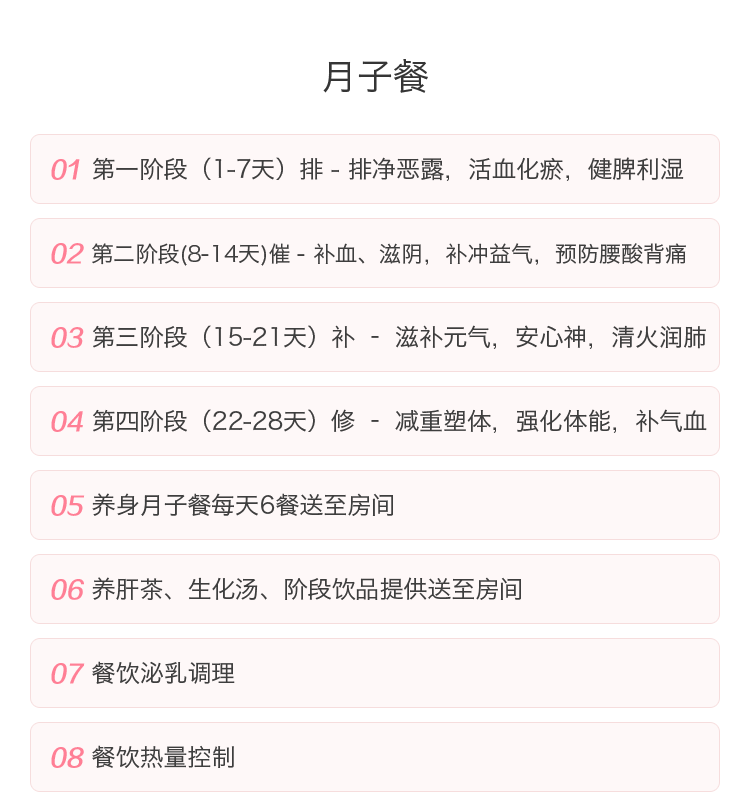 月子餐
01 第一阶段（1-7天）排 - 排净恶露，活血化瘀，健脾利湿
02 第二阶段(8-14天)催 - 补血、滋阴，补冲益气，预防腰酸背痛
03 第三阶段（15-21天）补 - 滋补元气，安心神，清火润肺
04 第四阶段（22-28天）修 - 减重塑体，强化体能，补气血
05 养身月子餐每天6餐送至房间
06 养肝茶、生化汤、阶段饮品提供送至房间
07 餐饮泌乳调理
08 餐饮热量控制